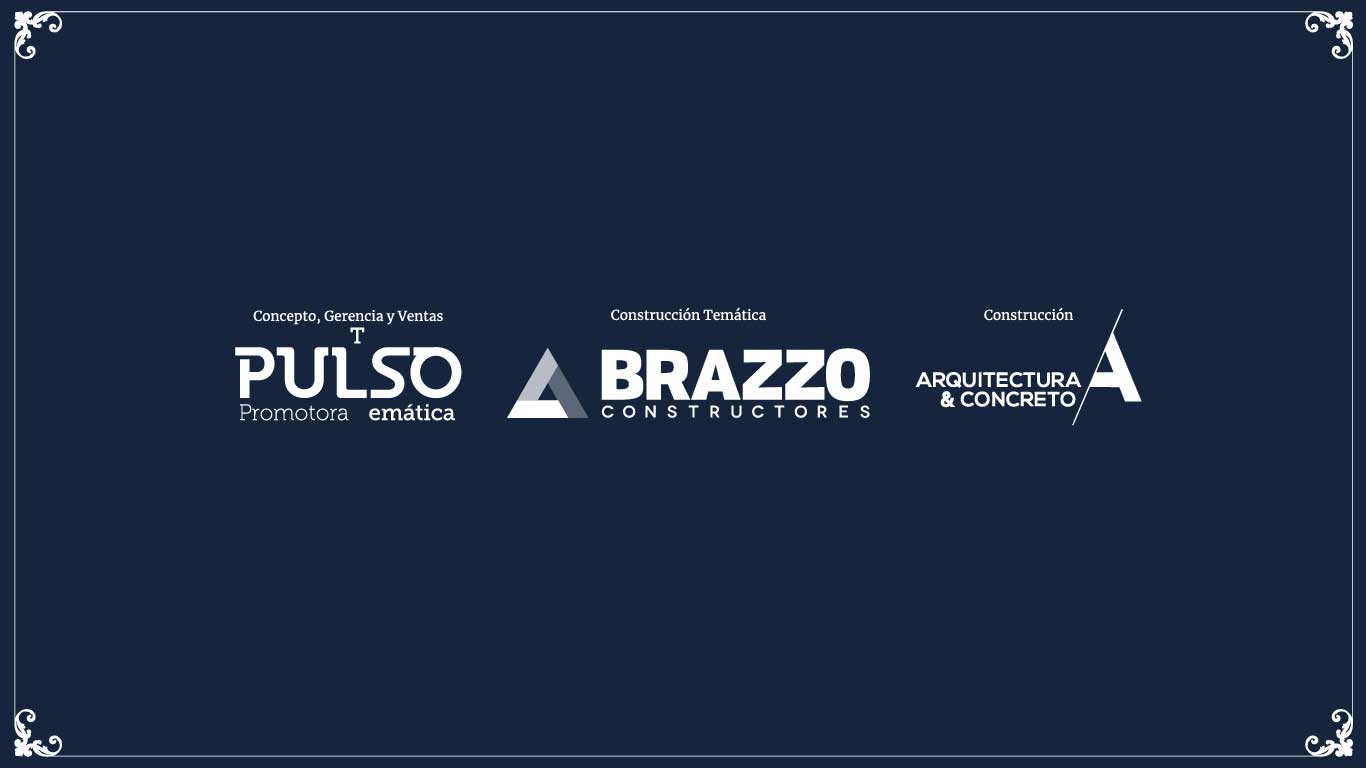 Concepto, Gerencia y Ventas
T
PULSO
Promotora emática
Construcción Temática
BRAZZO
CONSTRUCTORES
Construcción
A
ARQUITECTURA
& CONCRETO